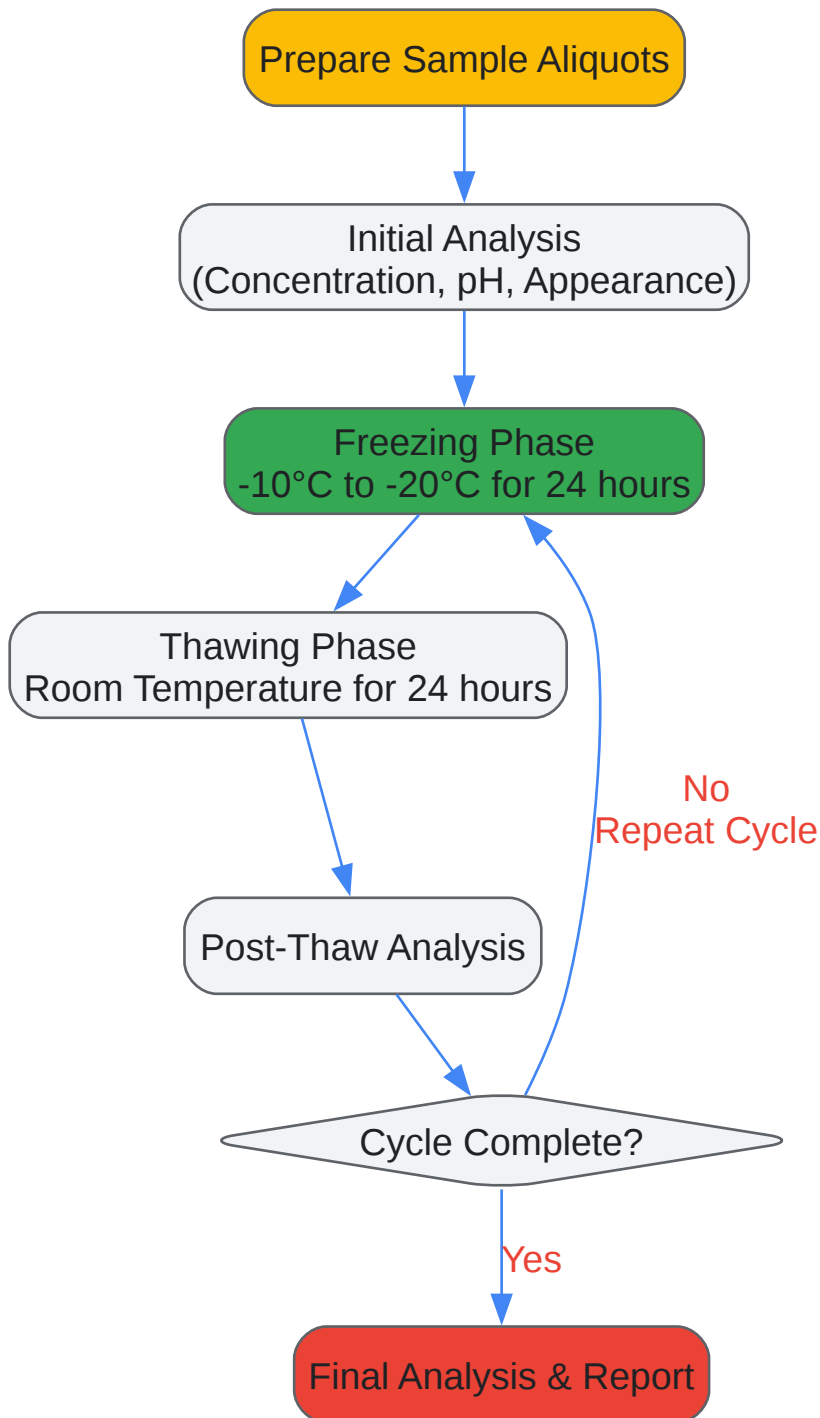 Prepare Sample Aliquots
Initial Analysis
(Concentration, pH, Appearance)
Freezing Phase
-10°C to -20°C for 24 hours
Thawing Phase
Room Temperature for 24 hours
No
Repeat Cycle
Post-Thaw Analysis
Cycle Complete?
Yes
Final Analysis & Report